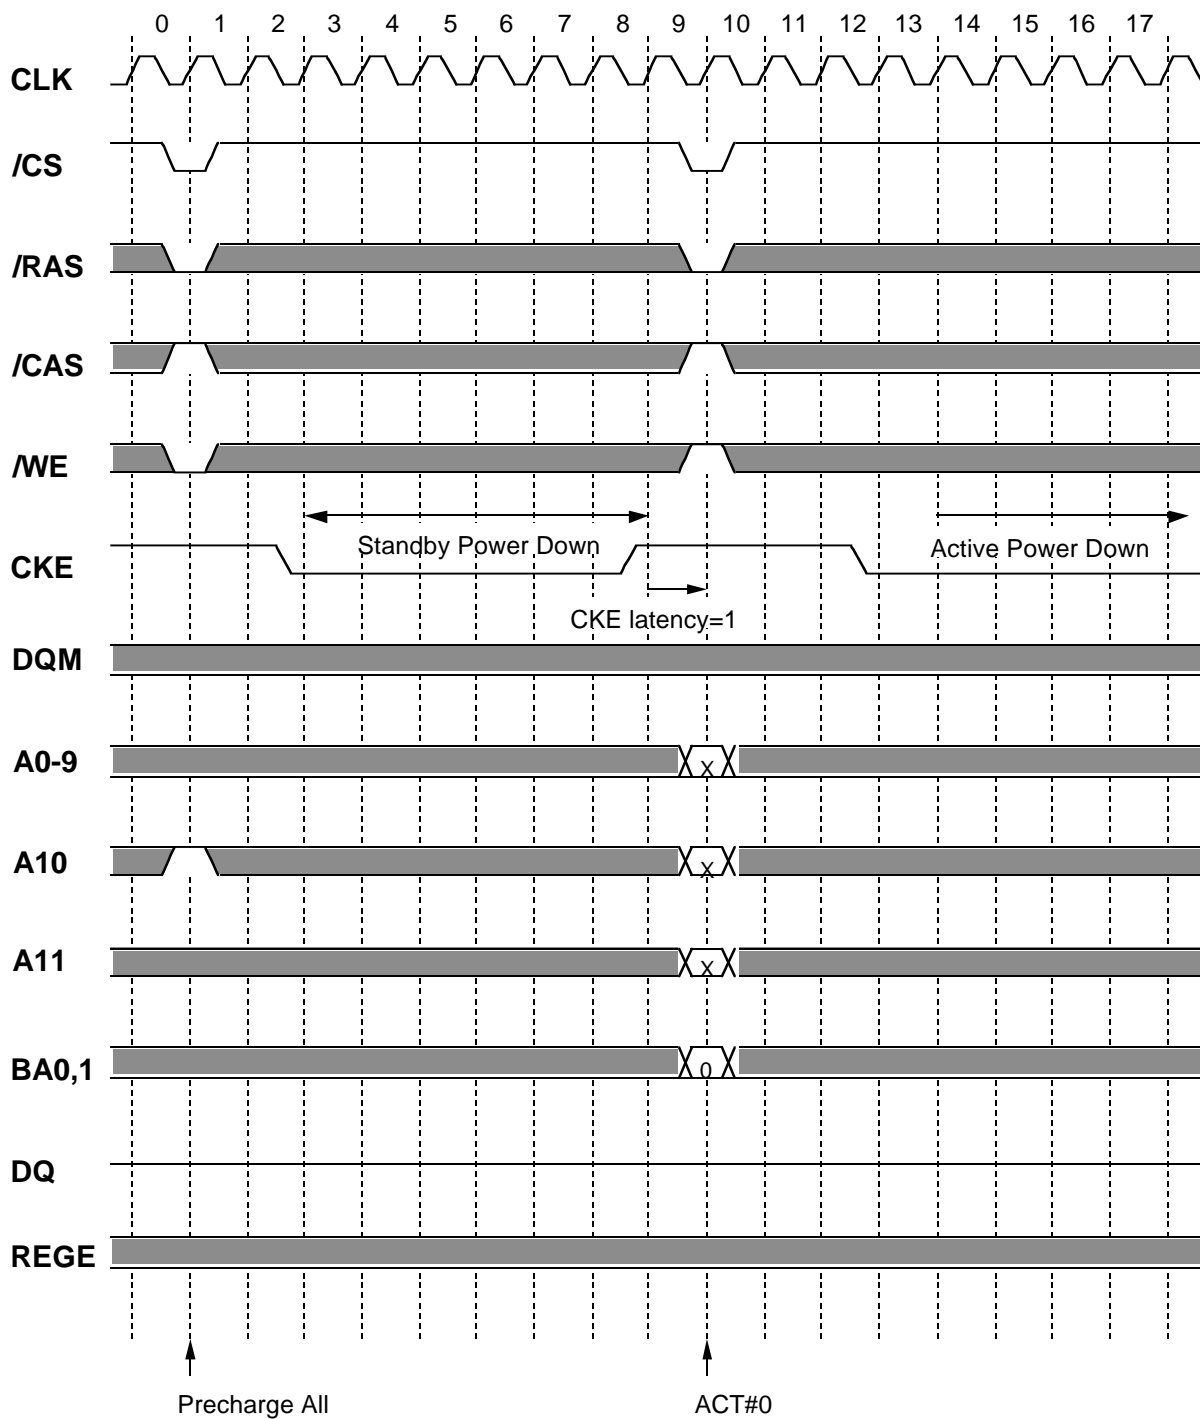 0 1 2 3 4 5 6 7 8 9 10 11 12 13 14 15 16 17
CLK
/CS
/RAS
/CAS
/WE
Standby Power Down
Active Power Down
CKE
CKE latency=1
DQM
A0-9
X
A10
X
A11
X
BA0,1
0
DQ
REGE
Precharge All
ACT#0